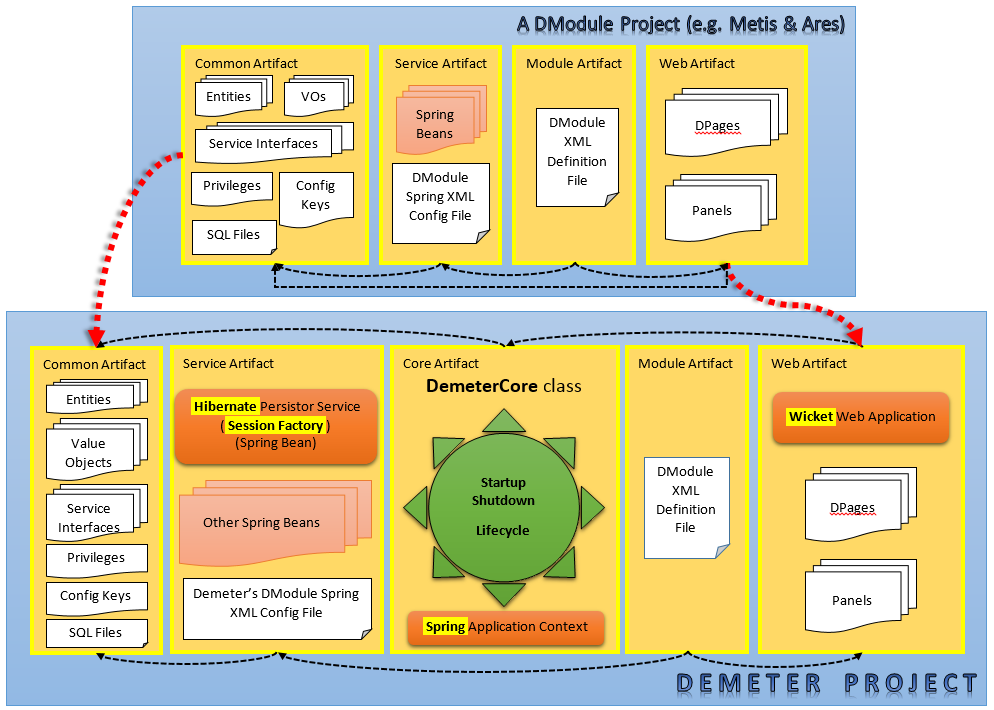 A DModule Project (e.g. Metis & Ares)
Common Artifact
Entities
VOs
Service Interfaces
Privileges
Config
Keys
SQL Files
Service Artifact
Spring
Beans
DModule
Spring XML
Config File
Module Artifact
DModule
XML
Definition
File
Web Artifact
DPages
Panels
Common Artifact
Entities
Value
Objects
Service
Interfaces
Privileges
Config Keys
SQL Files
Service Artifact
Hibernate Persistor Service
( Session Factory )
(Spring Bean)
Other Spring Beans
Demeter's DModule Spring
XML Config File
Core Artifact
DemeterCore class
Startup
Shutdown
Lifecycle
Spring Application Context
Module Artifact
DModule
XML
Definition
File
Web Artifact
Wicket Web Application
DPages
Panels
DEMETER PROJECT